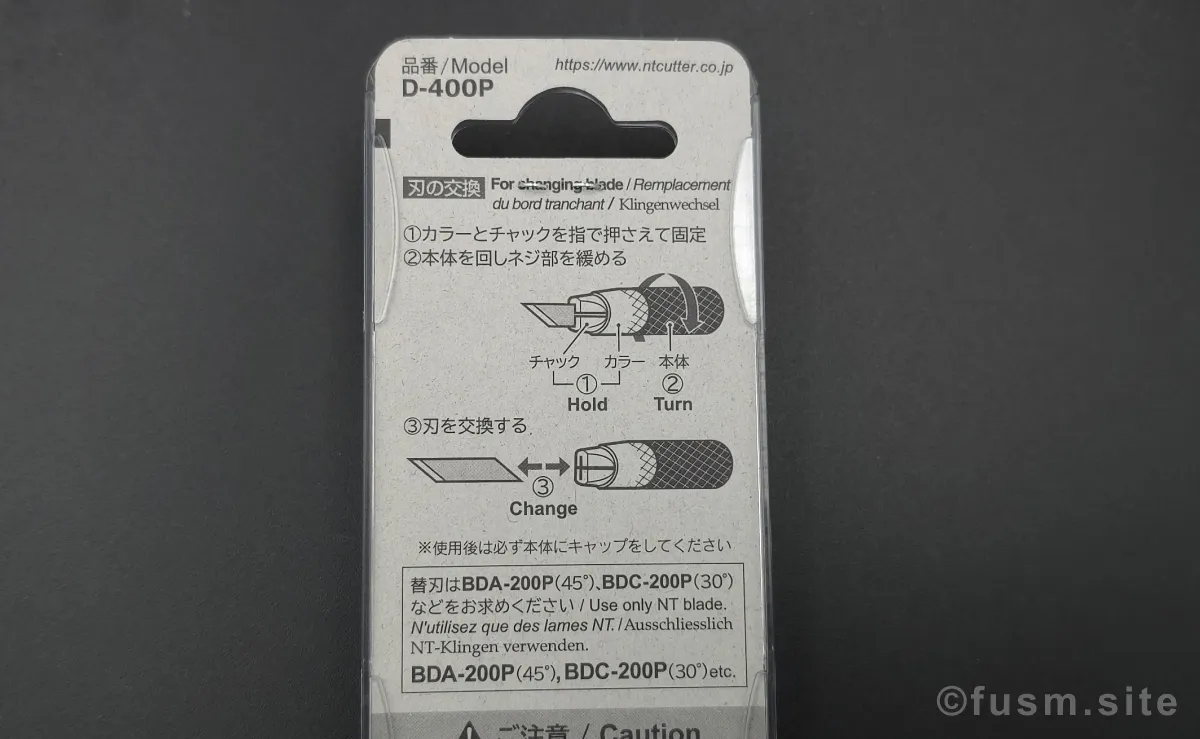 品番/Model
https://www.ntcutter.co.jp
D-400P
刃の交換 For changing blade / Remplacement
du bord tranchant / Klingenwechsel
①カラーとチャックを指で押さえて固定
②本体を回しネジ部を緩める
チャック カラー 本体
① ②
Hold Turn
③刃を交換する
③
Change
※使用後は必ず本体にキャップをしてください
替刃はBDA-200P(45°)、BDC-200P(30°)
などをお求めください / Use only NT blade.
N'utilisez que des lames NT. / Ausschliesslich
NT-Klingen verwenden.
BDA-200P(45°), BDC-200P(30°)etc.
ご注意 / Caution
©fusm.site